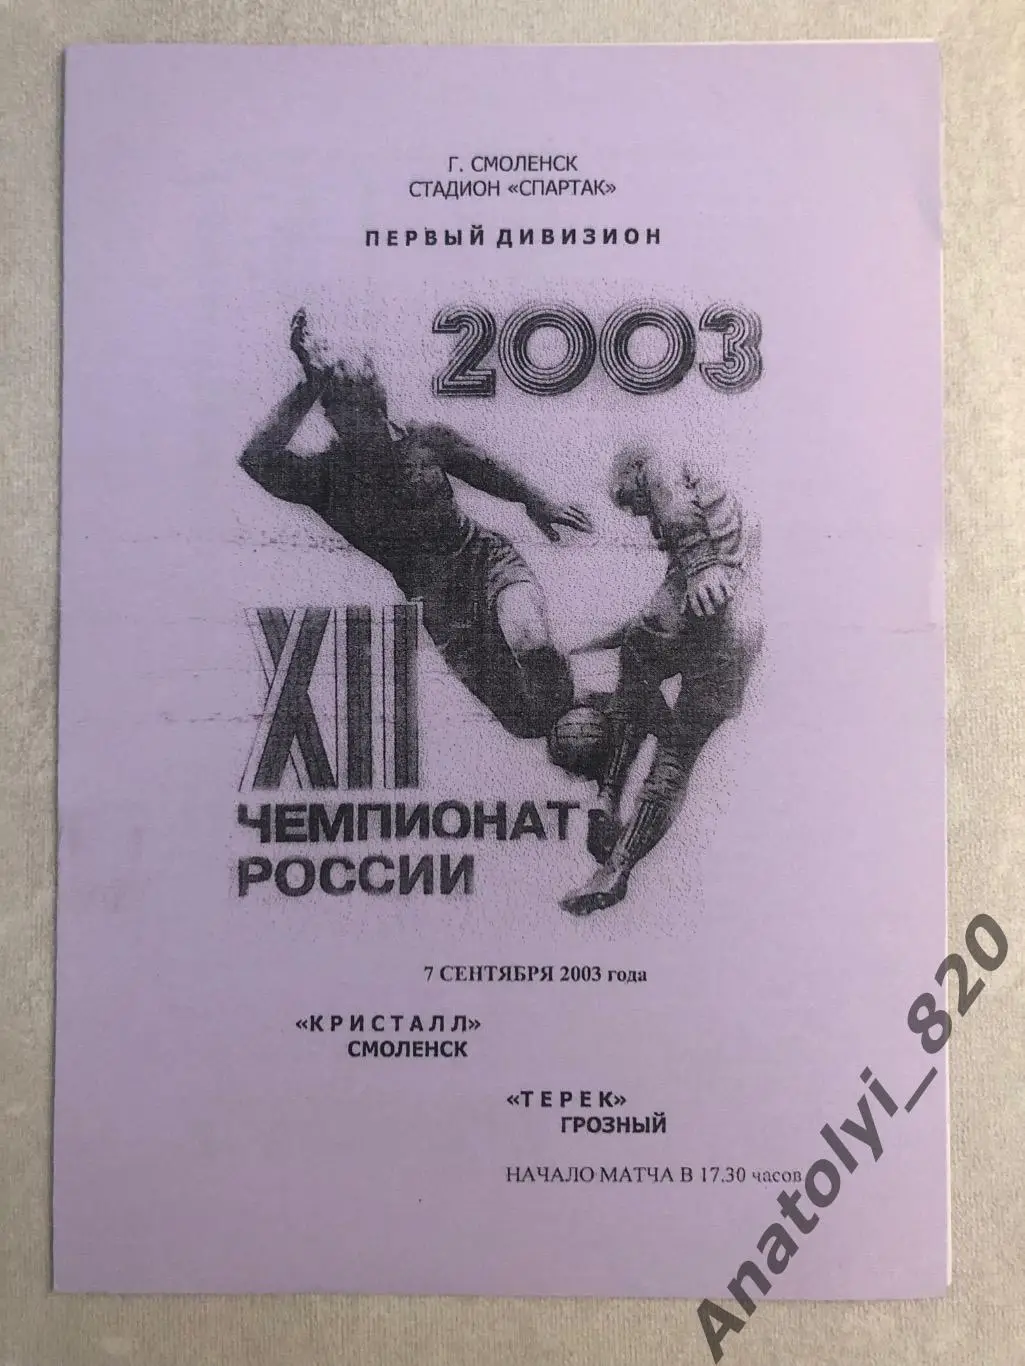 Г. СМОЛЕНСК
СТАДИОН «СПАРТАК»
ПЕРВЫЙ ДИВИЗИОН
2003
XII
ЧЕМПИОНАТ
РОССИИ
7 СЕНТЯБРЯ 2003 года
«КРИСТАЛЛ»
СМОЛЕНСК
«ТЕРЕК»
ГРОЗНЫЙ
НАЧАЛО МАТЧА В 17.30 часов
Anatolyi_820